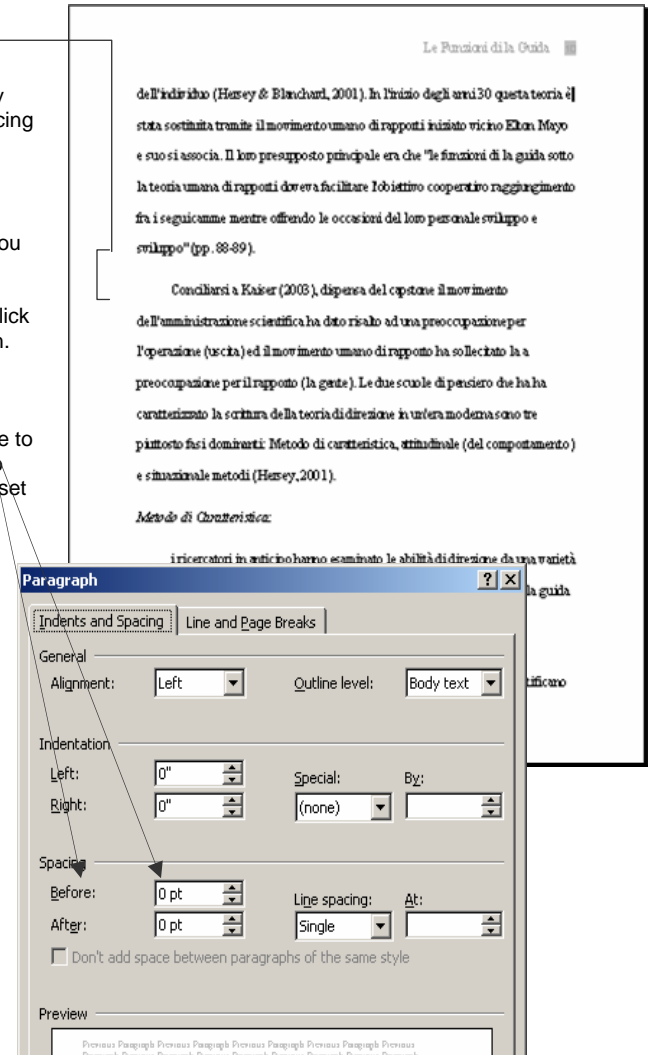 y
cing
ou
lick
n.
e to
o
set
Le Funzioni di la Guida
dell'individuo (Hersey & Blanchard, 2001). In l'inizio degli anni 30 questa teoria è
stata sostituita tramite il movimento umano di rapporti iniziato vicino Elton Mayo
e suo si associa. Il loro presupposto principale era che "le funzioni di la guida sotto
la teoria umana di rapporti doveva facilitare l'obiettivo cooperativo raggiungimento
fra i seguicamme mentre offrendo le occasioni del loro personale sviluppo e
sviluppo" (pp. 88-89).
Conciliarsi a Kaiser (2003), dispensa del capstone il movimento
dell'amministrazione scientifica ha dato risalto ad una preoccupazione per
l'operazione (uscita) ed il movimento umano di rapporto ha sollecitato la a
preoccupazione per il rapporto (la gente). Le due scuole di pensiero che ha ha
caratterizzato la scrittura della teoria di direzione in un'era moderna sono tre
piuttosto fasi dominanti: Metodo di caratteristica, attitudinale (del comportamento)
e situazionale metodi (Hersey, 2001).
Metodo di Caratteristica:
i ricercatori in anticipo hanno esaminato le abilità di direzione da una varietà
la guida
tificano
Paragraph
Indents and Spacing Line and Page Breaks
General
Alignment: Left Outline level: Body text
Indentation
Left: 0" Special: By:
Right: 0" (none)
Spacing
Before: 0 pt Line spacing: At:
After: 0 pt Single
Don't add space between paragraphs of the same style
Preview
Previous Paragraph Previous Paragraph Previous Paragraph Previous Paragraph Previous